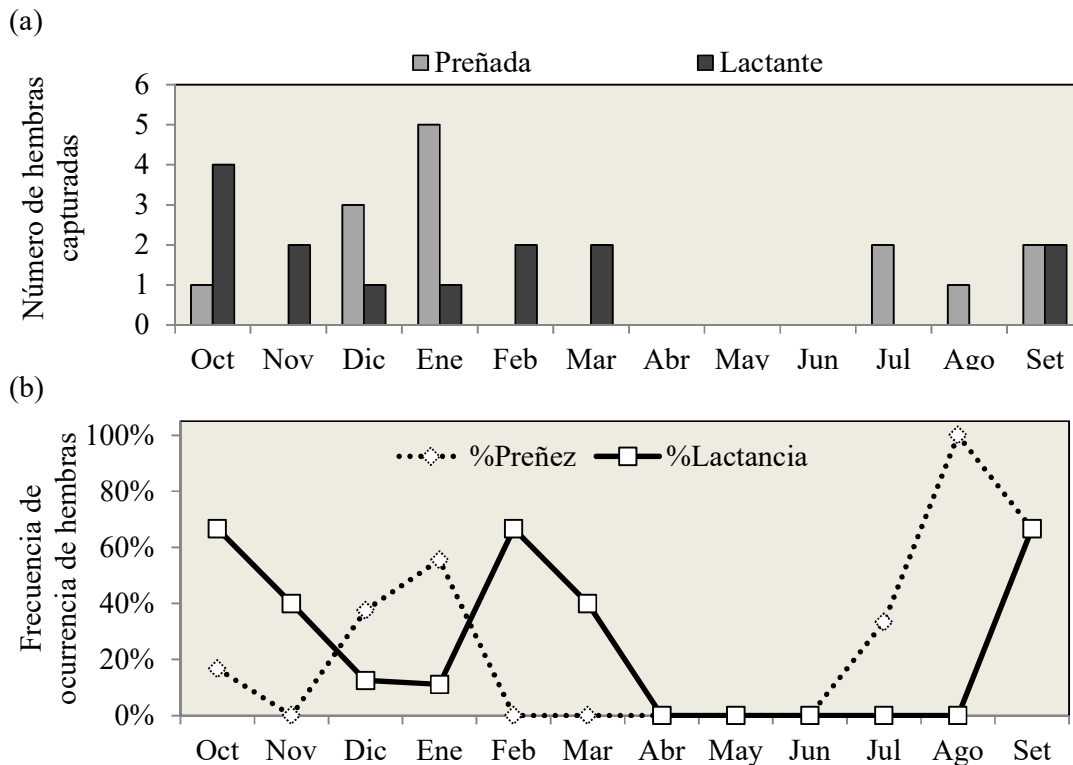 (a)
Preñada Lactante
Número de hembras
capturadas
6
5
4
3
2
1
0
Oct Nov Dic Ene Feb Mar Abr May Jun Jul Ago Set
(b)
%Preñez %Lactancia
Frecuencia de
ocurrencia de hembras
100%
80%
60%
40%
20%
0%
Oct Nov Dic Ene Feb Mar Abr May Jun Jul Ago Set